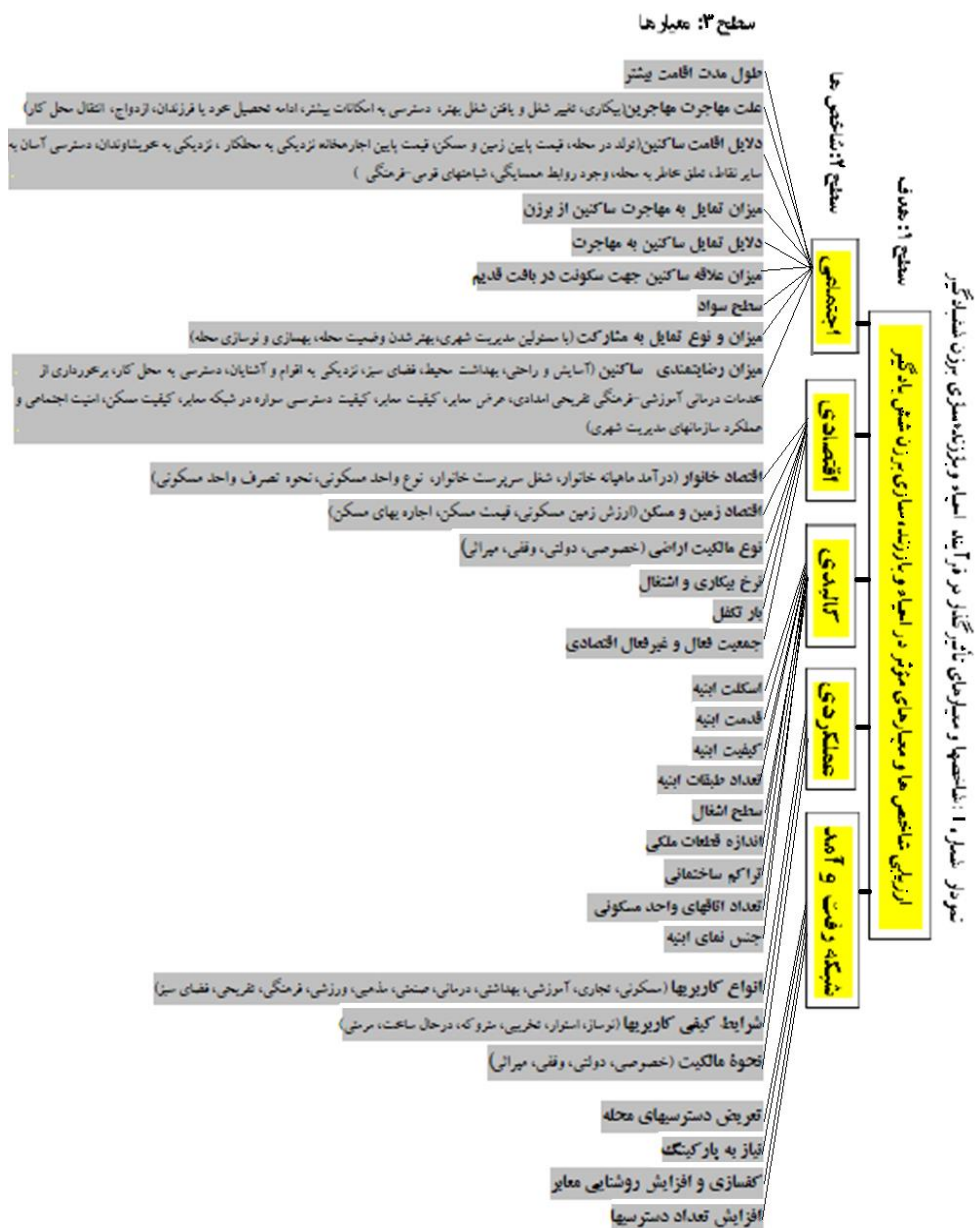 نمودار شماره 1: شاخصها و معیارهای تأثیرگذار در فرآیند احیاء و باززنده‌سازی برزن ششبادگیر
سطح ۱: هدف
ارزیابی شاخص ها و معیارهای مؤثر در احیاء و باززنده‌سازی برزن شش بادگیر
سطح ۲: شاخص ها
اجتماعی
اقتصادی
کالبدی
عملکردی
شبکه رفت و آمد
سطح ۳: معیار ها
طول مدت اقامت بیشتر
علت مهاجرت مهاجرین(بیکاری، تغییر شغل و یافتن شغل بهتر، دسترسی به امکانات بیشتر، ادامه تحصیل خود یا فرزندان، ازدواج، انتقال محل کار)
دلایل اقامت ساکنین(تولد در محله، قیمت پایین زمین و مسکن، قیمت پایین اجاره‌خانه نزدیکی به محلکار ، نزدیکی به خویشاوندان، دسترسی آسان به
سایر نقاط، تعلق خاطر به محله، وجود روابط همسایگی، شباهتهای قومی-فرهنگی )
میزان تمایل به مهاجرت ساکنین از برزن
دلایل تمایل ساکنین به مهاجرت
میزان علاقه ساکنین جهت سکونت در بافت قدیم
سطح سواد
میزان و نوع تمایل به مشارکت (با مسئولین مدیریت شهری، بهتر شدن وضعیت محله، بهسازی و نوسازی محله)
میزان رضایتمندی ساکنین (آسایش و راحتی، بهداشت محیط، فضای سبز، نزدیکی به اقوام و آشنایان، دسترسی به محل کار، برخورداری از
خدمات درمانی آموزشی-فرهنگی تفریحی امدادی، عرض معابر، کیفیت معابر، کیفیت دسترسی سواره در شبکه معابر، کیفیت مسکن، امنیت اجتماعی و
عملکرد سازمانهای مدیریت شهری)
اقتصاد خانوار (درآمد ماهیانه خانوار، شغل سرپرست خانوار، نوع واحد مسکونی، نحوه تصرف واحد مسکونی)
اقتصاد زمین و مسکن (ارزش زمین مسکونی، قیمت مسکن، اجاره بهای مسکن)
نوع مالکیت اراضی (خصوصی، دولتی، وقفی، میراثی)
نرخ بیکاری و اشتغال
بار تکفل
جمعیت فعال و غیرفعال اقتصادی
اسکلت ابنیه
قدمت ابنیه
کیفیت ابنیه
تعداد طبقات ابنیه
سطح اشغال
اندازه قطعات ملکی
تراکم ساختمانی
تعداد اتاقهای واحد مسکونی
جنس نمای ابنیه
انواع کاربریها (مسکونی، تجاری، آموزشی، بهداشتی، درمانی، صنعتی، مذهبی، ورزشی، فرهنگی، تفریحی، فضای سبز)
شرایط کیفی کاربریها (نوساز، استوار، تخریبی، متروکه، درحال ساخت، مرمتی)
نحوهٔ مالکیت (خصوصی، دولتی، وقفی، میراثی)
تعریض دسترسیهای محله
نیاز به پارکینگ
کفسازی و افزایش روشنایی معابر
افزایش تعداد دسترسیها